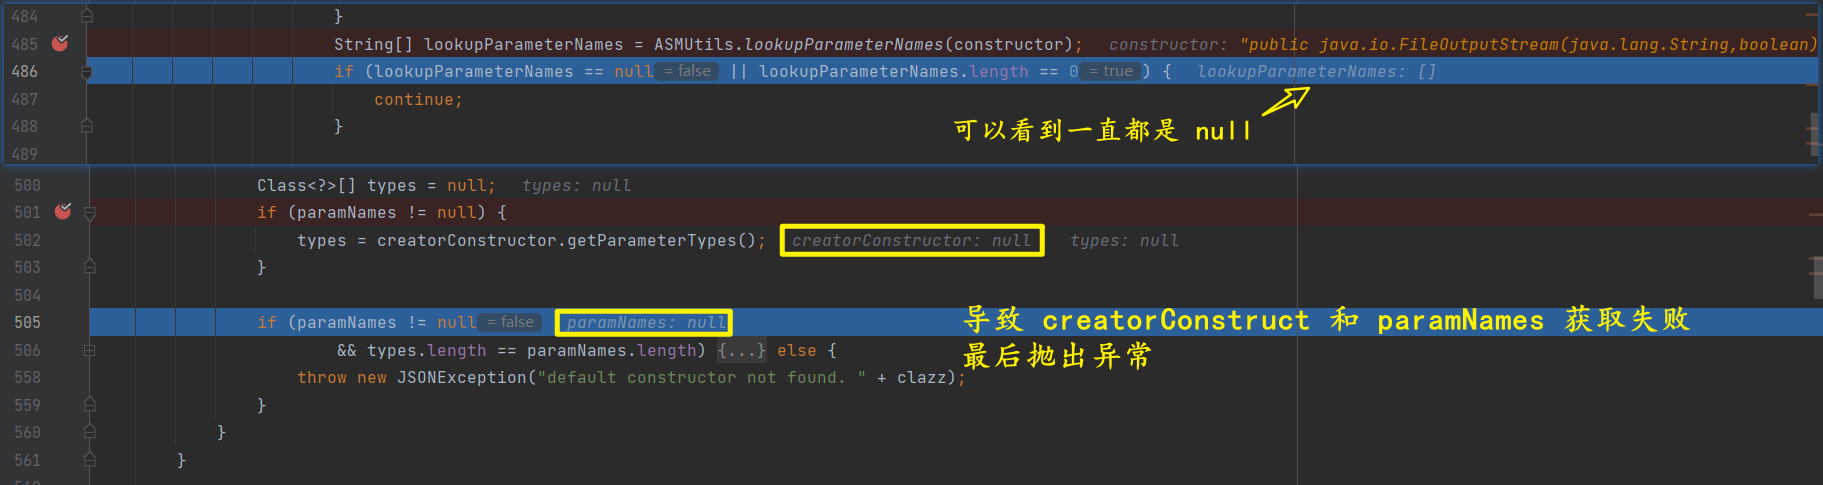 484 }
485 String[] lookupParameterNames = ASMUtils.lookupParameterNames(constructor); constructor: "public java.io.FileOutputStream(java.lang.String,boolean)
486 if (lookupParameterNames == null = false || lookupParameterNames.length == 0 = true ) { lookupParameterNames: []
487 continue;
可以看到一直都是 null
488 }
489
500 Class<?>[] types = null; types: null
501 if (paramNames != null) {
502 types = creatorConstructor.getParameterTypes(); creatorConstructor: null types: null
503 }
504
505 if (paramNames != null = false paramNames: null
导致 creatorConstruct 和 paramNames 获取失败
506 && types.length == paramNames.length) {...} else {
最后抛出异常
558 throw new JSONException("default constructor not found. " + clazz);
559 }
560 }
561 }